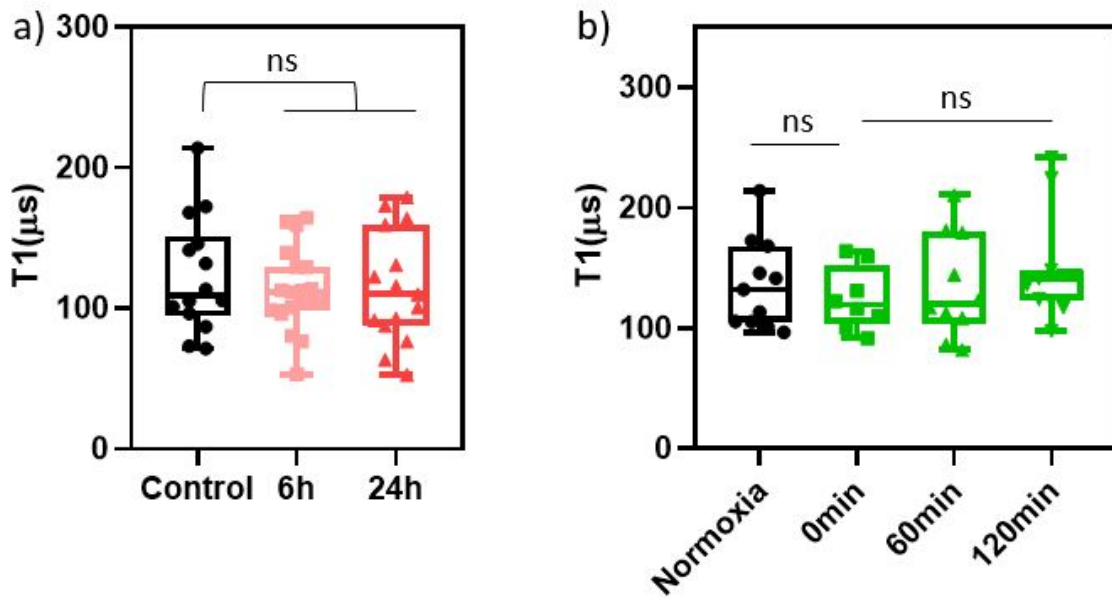 a)
300
200
100
0
T1(μs)
ns
Control 6h 24h
b)
300
200
100
0
T1(μs)
ns
ns
Normoxia 0min 60min 120min